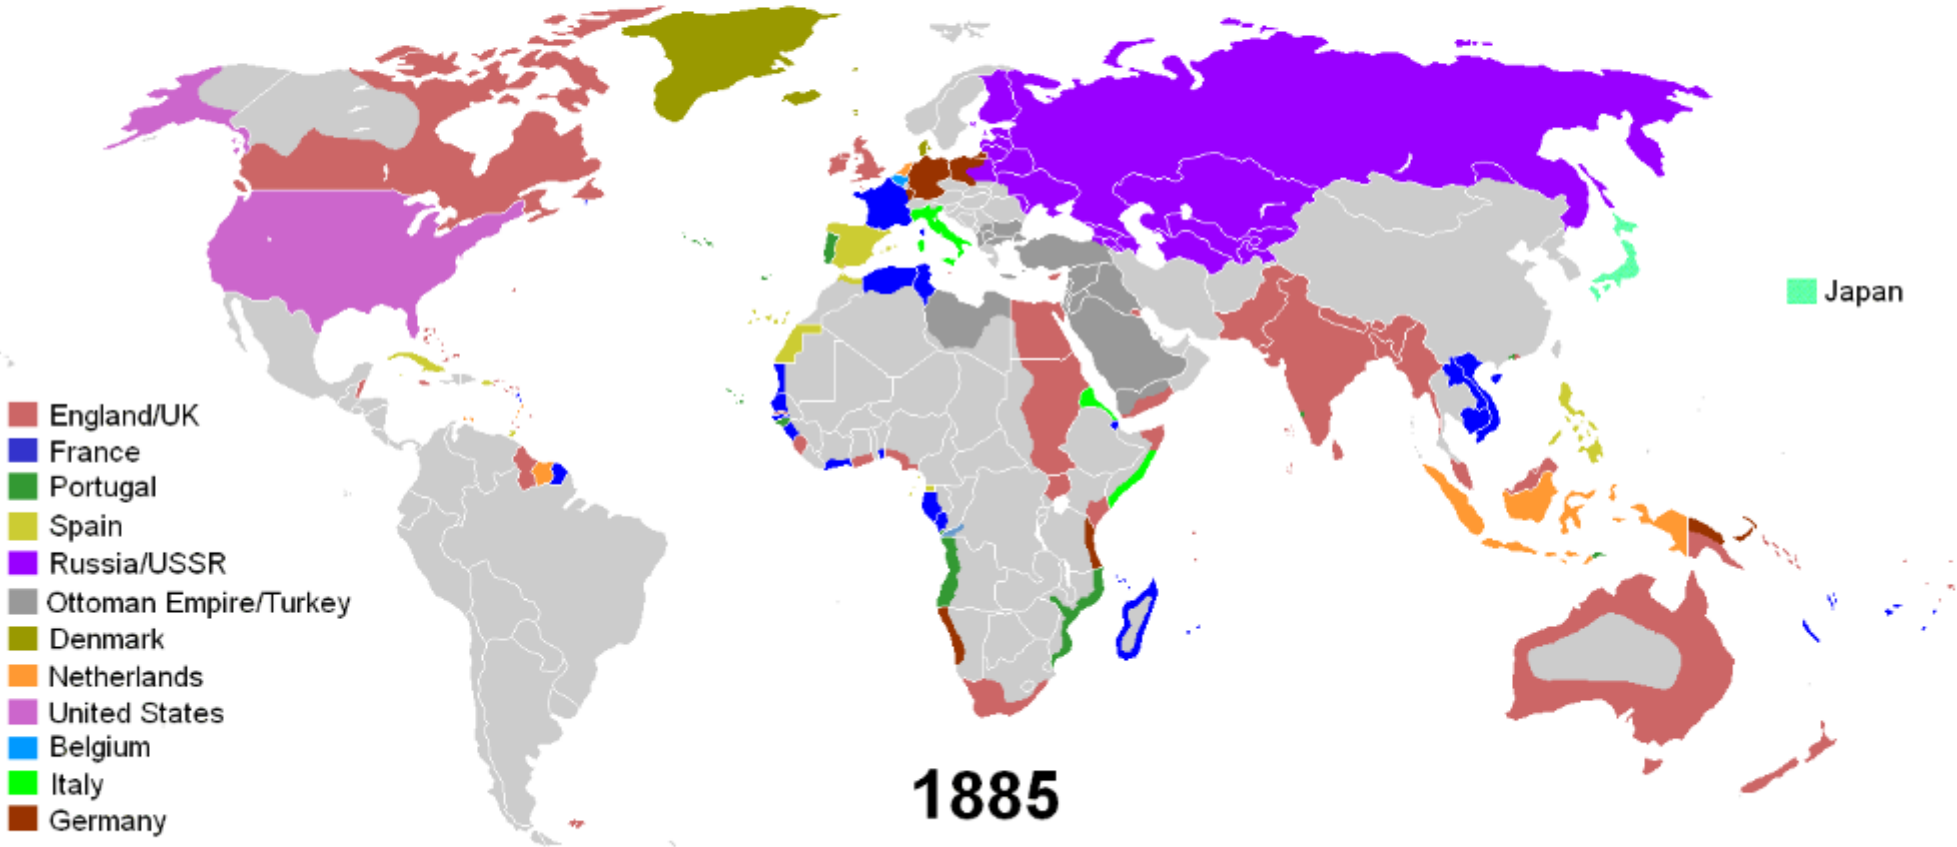 Japan
England/UK
France
Portugal
Spain
Russia/USSR
Ottoman Empire/Turkey
Denmark
Netherlands
United States
Belgium
Italy
Germany
1885